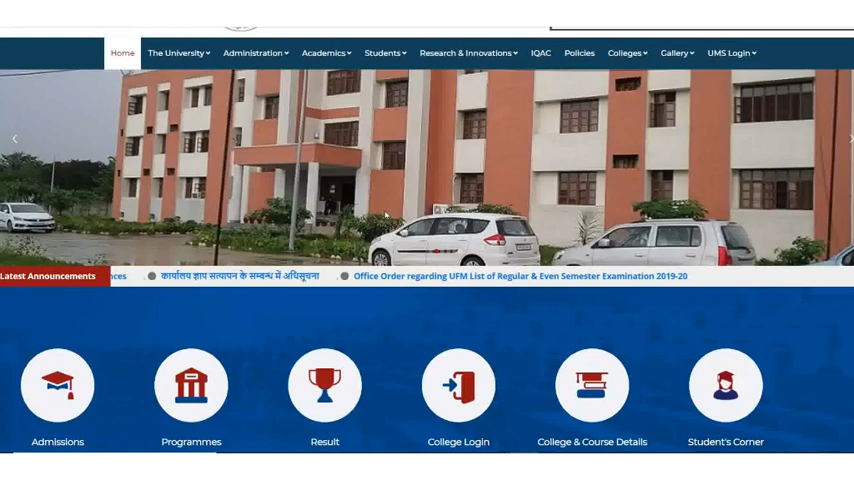 Home The University Administration Academics Students Research & Innovations IQAC Policies Colleges Gallery UMS Login
Latest Announcements कार्यालय ज्ञाप सत्यापन के सम्बन्ध में अधिसूचना Office Order regarding UFM List of Regular & Even Semester Examination 2019-20
Admissions Programmes Result College Login College & Course Details Student's Corner